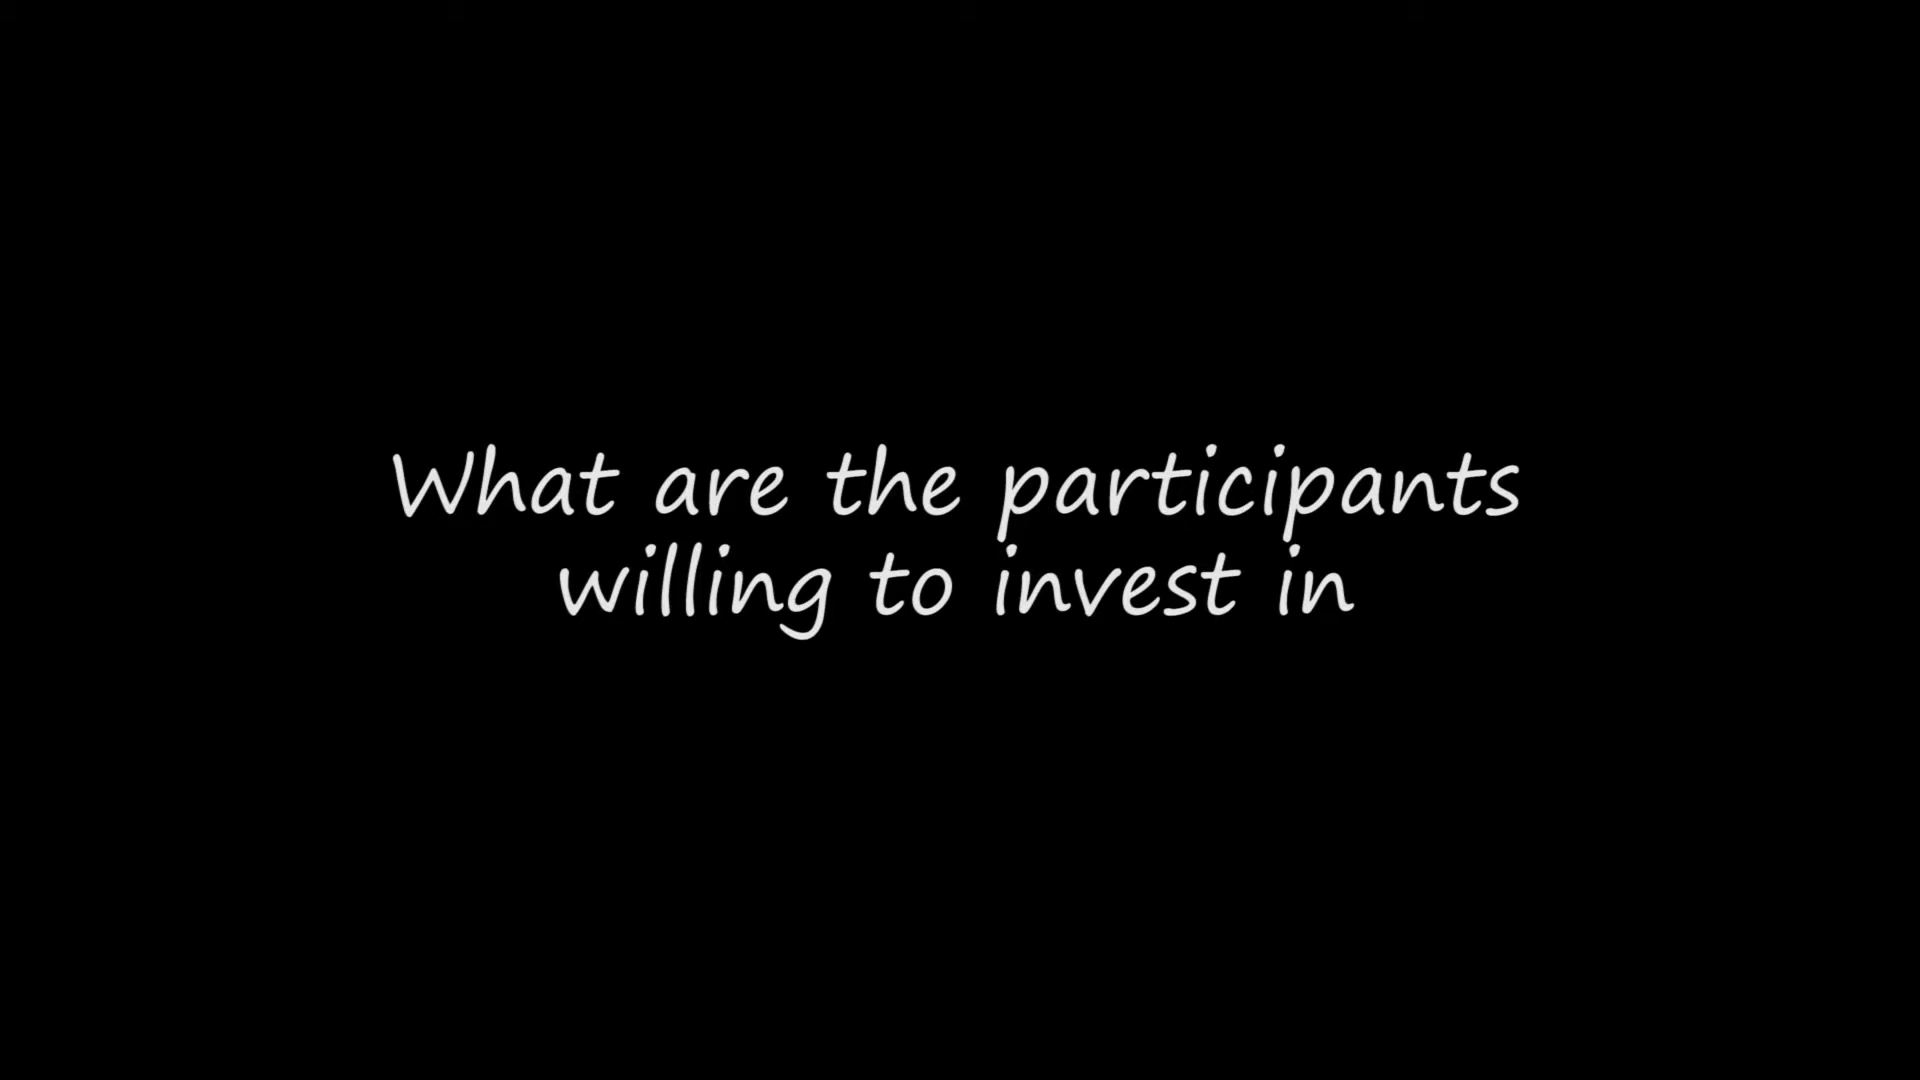 What are the participants
willing to invest in